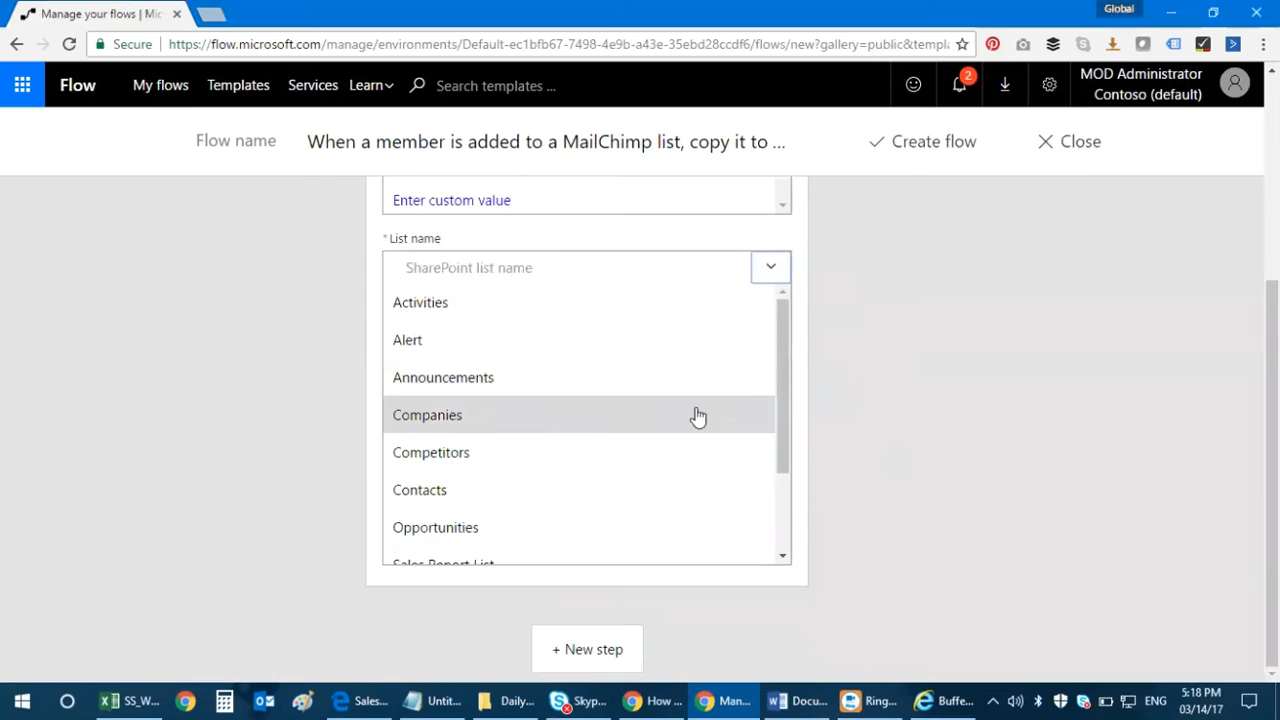 Manage your flows | Mic
Global
Secure
https://flow.microsoft.com/manage/environments/Default-ec1bfb67-7498-4e9b-a43e-35ebd28ccdf6/flows/new?gallery=public&templ
Flow
My flows
Templates
Services
Learn
Search templates ...
2
MOD Administrator
Contoso (default)
Flow name
When a member is added to a MailChimp list, copy it to ...
Create flow
Close
Enter custom value
* List name
SharePoint list name
Activities
Alert
Announcements
Companies
Competitors
Contacts
Opportunities
Sales Report List
+ New step
SS_W...
Sales...
Untit...
Daily...
Skyp...
How ...
Man...
Docu...
Ring...
Buffe...
ENG
5:18 PM
03/14/17